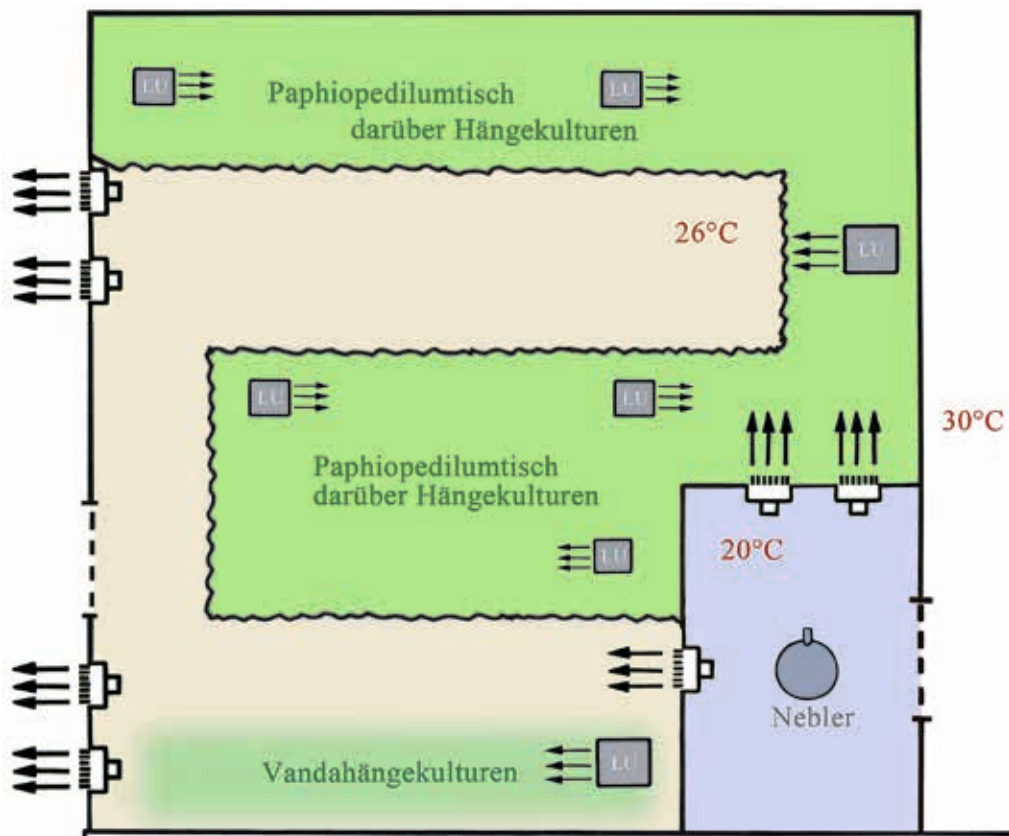 LU
LU
Paphiopedilumtisch
darüber Hängekulturen
26°C
LU
LU
LU
30°C
Paphiopedilumtisch
darüber Hängekulturen
20°C
LU
Nebler
Vandahängekulturen
LU